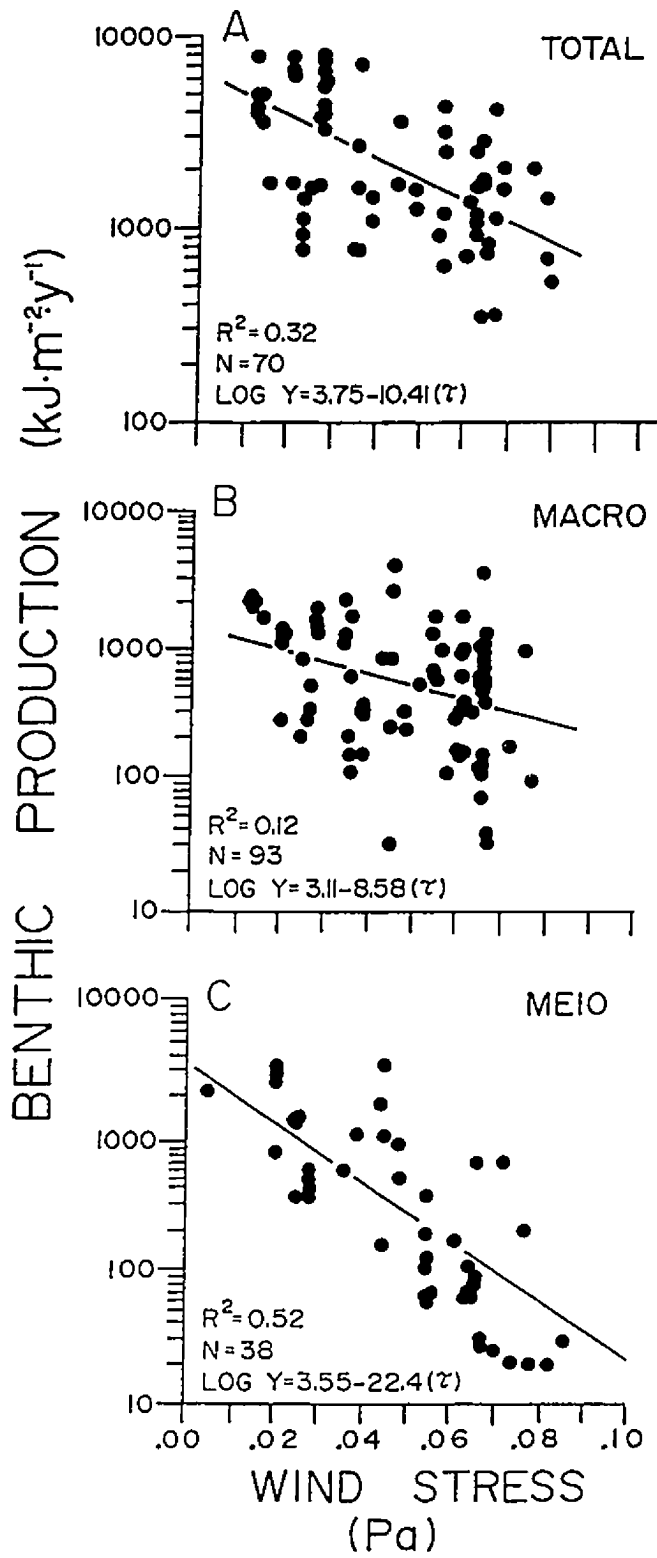 BENTHIC PRODUCTION (kJ·m⁻²·y⁻¹)
A
TOTAL
10000
1000
100
R²=0.32
N=70
LOG Y=3.75-10.41(τ)
B
MACRO
10000
1000
100
10
R²=0.12
N=93
LOG Y=3.11-8.58(τ)
C
MEIO
10000
1000
100
10
R²=0.52
N=38
LOG Y=3.55-22.4(τ)
.00 .02 .04 .06 .08 .10
WIND STRESS
(Pa)